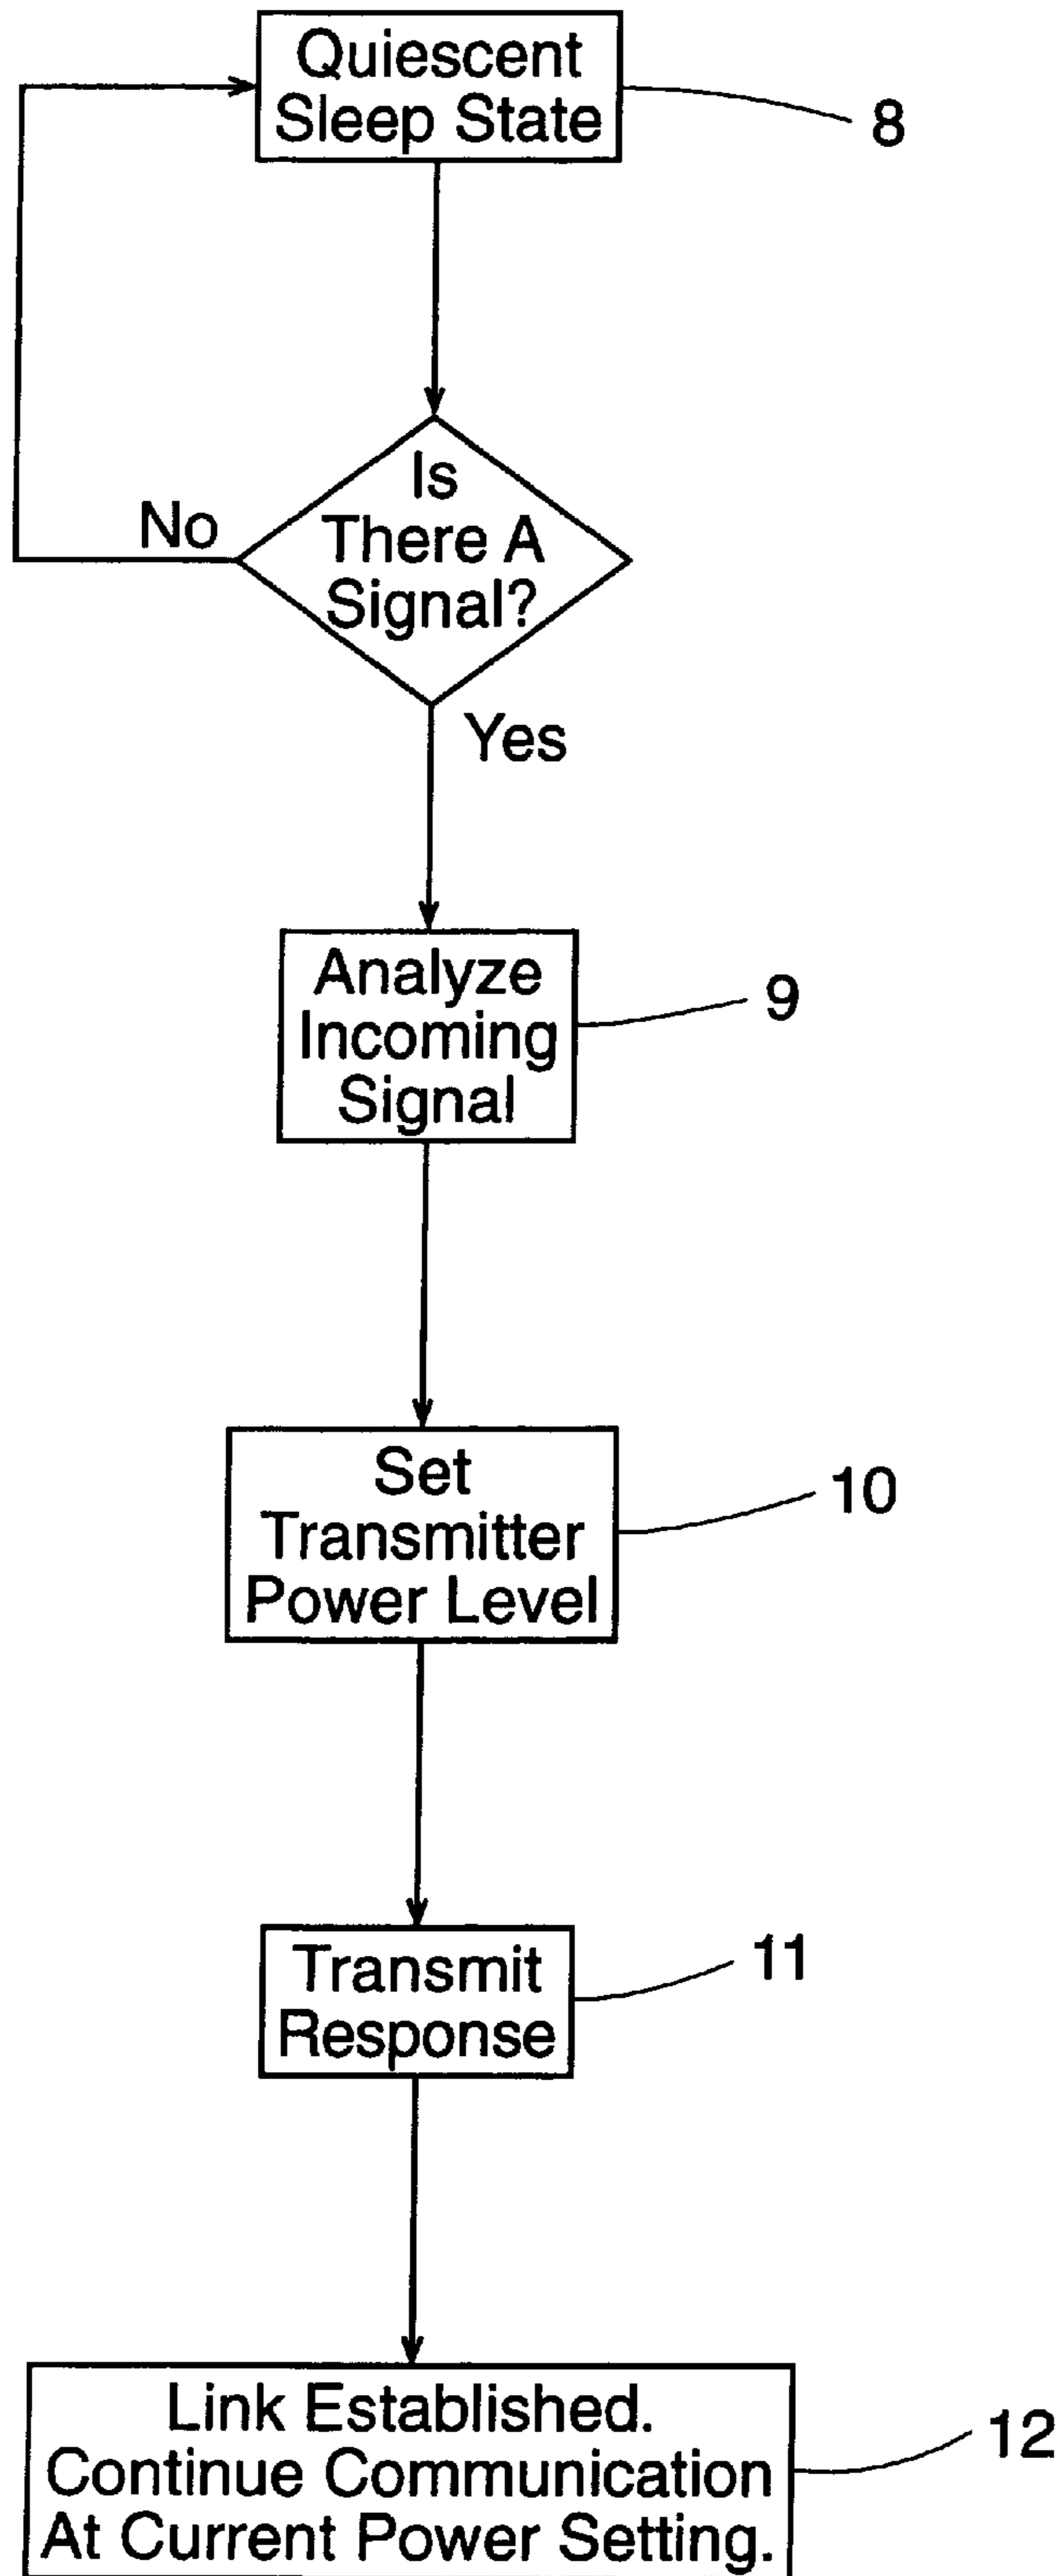 Quiescent
Sleep State
8
Is
There A
Signal?
No
Yes
Analyze
Incoming
Signal
9
Set
Transmitter
Power Level
10
Transmit
Response
11
Link Established.
Continue Communication
At Current Power Setting.
12